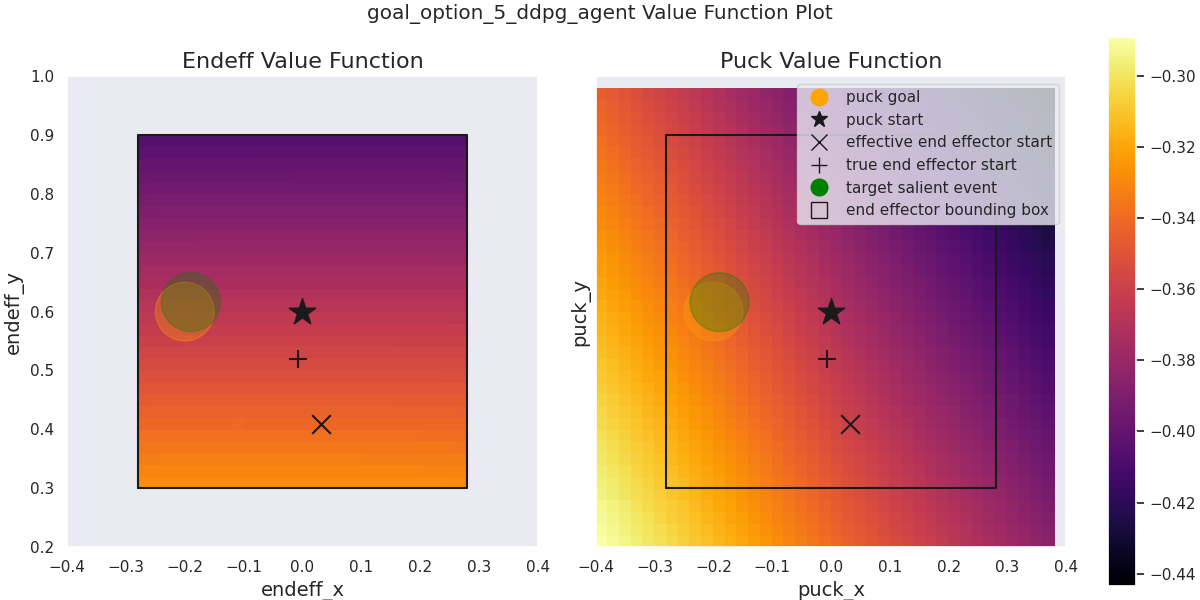 goal_option_5_ddpg_agent Value Function Plot
Endeff Value Function
1.0
0.9
0.8
0.7
0.6
0.5
0.4
0.3
0.2
endeff_y
−0.4 −0.3 −0.2 −0.1 0.0 0.1 0.2 0.3 0.4
endeff_x
Puck Value Function
puck goal
puck start
effective end effector start
true end effector start
target salient event
end effector bounding box
puck_y
−0.4 −0.3 −0.2 −0.1 0.0 0.1 0.2 0.3 0.4
puck_x
−0.30
−0.32
−0.34
−0.36
−0.38
−0.40
−0.42
−0.44